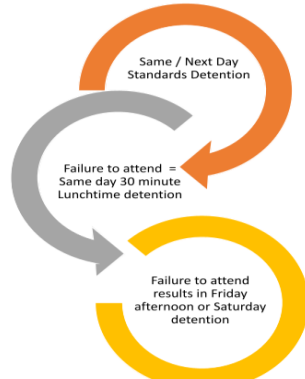 Same / Next Day
Standards Detention
Failure to attend =
Same day 30 minute
Lunchtime detention
Failure to attend
results in Friday
afternoon or Saturday
detention